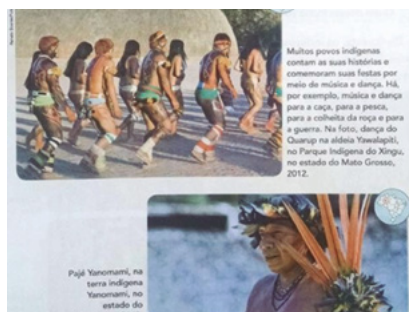 Muitos povos indígenas
contam as suas histórias e
comemoram suas festas por
meio de música e dança. Há,
por exemplo, música e dança
para a caça, para a pesca,
para a colheita da roça e para
a guerra. Na foto, dança do
Quarup na aldeia Yawalapiti,
no Parque Indígena do Xingu,
no estado do Mato Grosso,
2012.
Pajé Yanomami, na
terra indígena
Yanomami, no
estado do